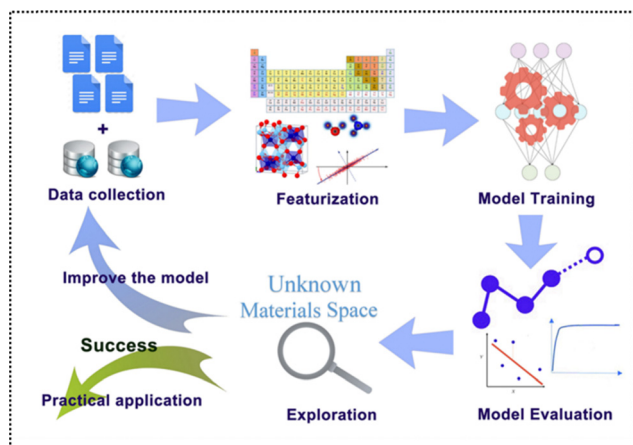 +
Data collection
Featurization
Model Training
Improve the model
Unknown
Materials Space
Success
Practical application
Exploration
Model Evaluation